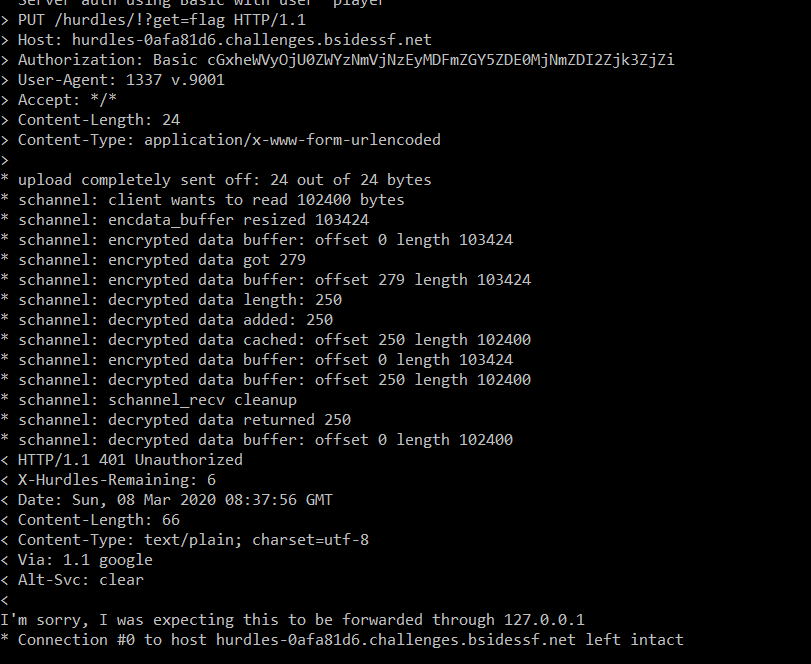 * Server auth using Basic with user 'player'
> PUT /hurdles/!?get=flag HTTP/1.1
> Host: hurdles-0afa81d6.challenges.bsidessf.net
> Authorization: Basic cGxheWVyOjU0ZWYzNmVjNzEyMDFmZGY5ZDE0MjNmZDI2Zjk3ZjZi
> User-Agent: 1337 v.9001
> Accept: */*
> Content-Length: 24
> Content-Type: application/x-www-form-urlencoded
>
* upload completely sent off: 24 out of 24 bytes
* schannel: client wants to read 102400 bytes
* schannel: encdata_buffer resized 103424
* schannel: encrypted data buffer: offset 0 length 103424
* schannel: encrypted data got 279
* schannel: encrypted data buffer: offset 279 length 103424
* schannel: decrypted data length: 250
* schannel: decrypted data added: 250
* schannel: decrypted data cached: offset 250 length 102400
* schannel: encrypted data buffer: offset 0 length 103424
* schannel: decrypted data buffer: offset 250 length 102400
* schannel: schannel_recv cleanup
* schannel: decrypted data returned 250
* schannel: decrypted data buffer: offset 0 length 102400
< HTTP/1.1 401 Unauthorized
< X-Hurdles-Remaining: 6
< Date: Sun, 08 Mar 2020 08:37:56 GMT
< Content-Length: 66
< Content-Type: text/plain; charset=utf-8
< Via: 1.1 google
< Alt-Svc: clear
<
I'm sorry, I was expecting this to be forwarded through 127.0.0.1
* Connection #0 to host hurdles-0afa81d6.challenges.bsidessf.net left intact